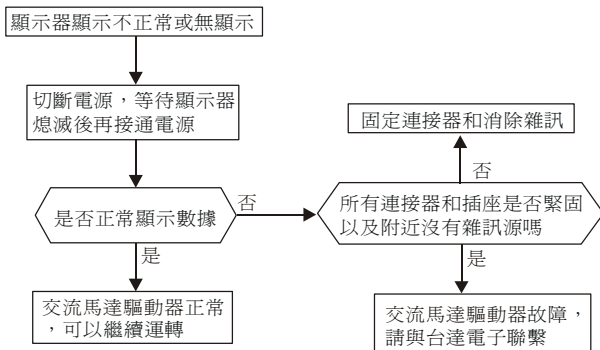 顯示器顯示不正常或無顯示
切斷電源，等待顯示器
熄滅後再接通電源
是否正常顯示數據
否
是
交流馬達驅動器正常
，可以繼續運轉
固定連接器和消除雜訊
否
所有連接器和插座是否緊固
以及附近沒有雜訊源嗎
是
交流馬達驅動器故障，
請與台達電子聯繫